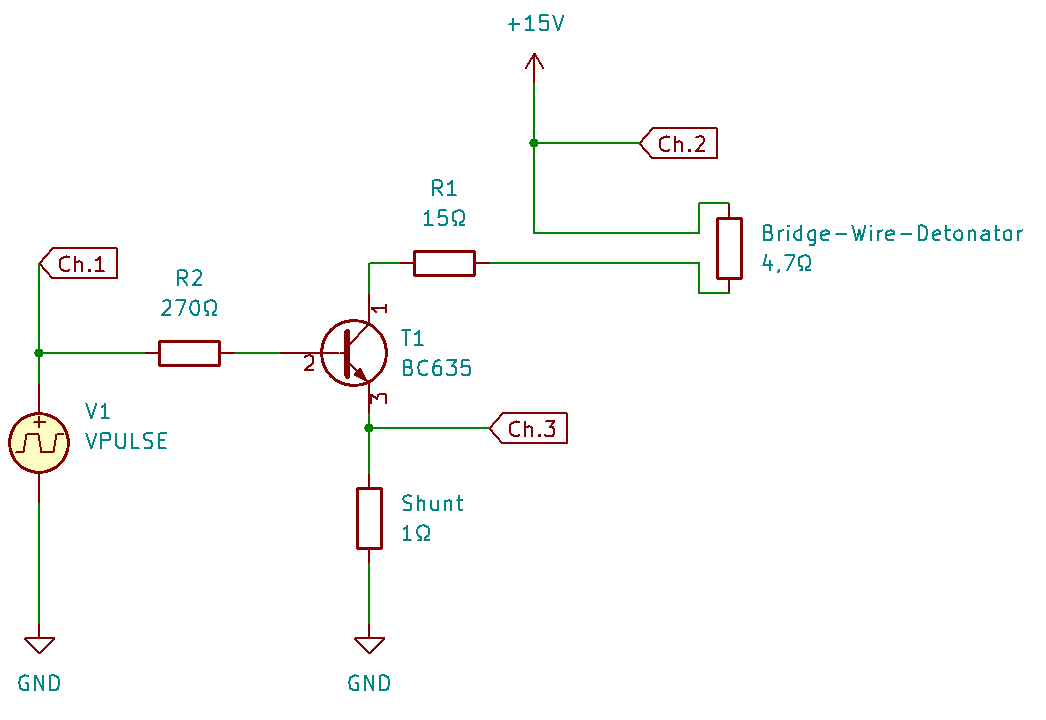 +15V
Ch.2
R1
15Ω
Bridge-Wire-Detonator
4,7Ω
Ch.1
R2
270Ω
1
T1
BC635
2
3
V1
VPULSE
Ch.3
Shunt
1Ω
GND
GND